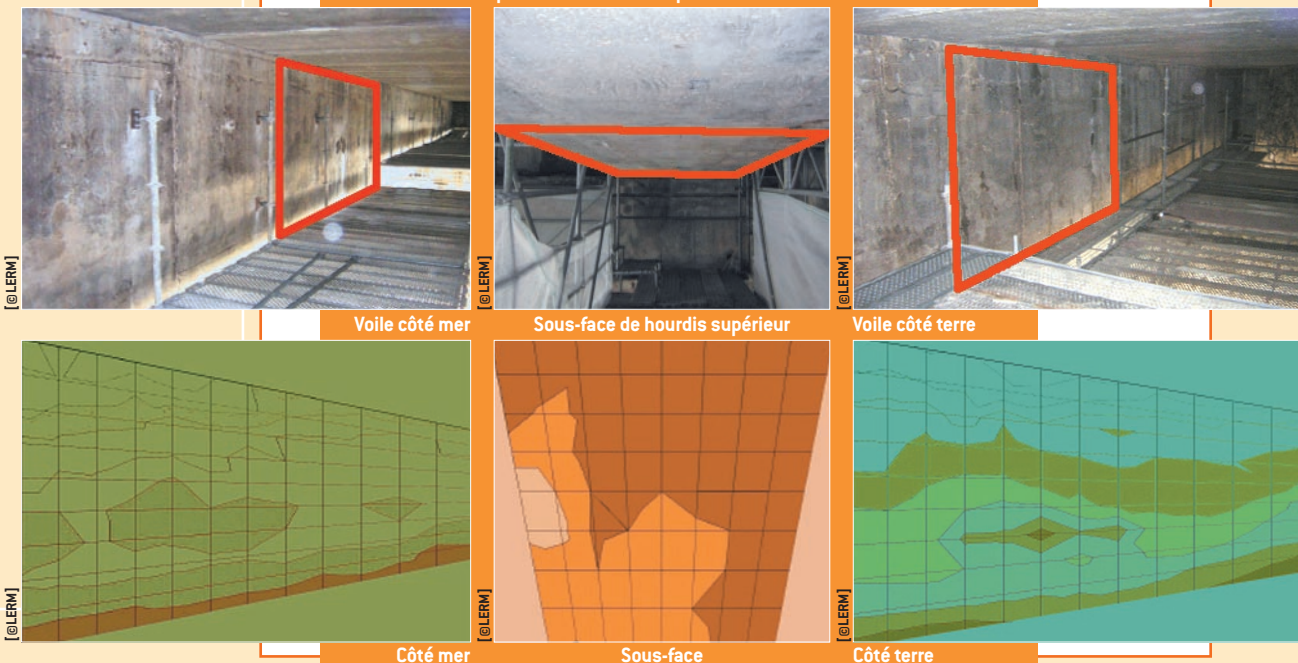 [©LERM]
[©LERM]
[©LERM]
Voile côté mer
Sous-face de hourdis supérieur
Voile côté terre
[©LERM]
[©LERM]
[©LERM]
Côté mer
Sous-face
Côté terre